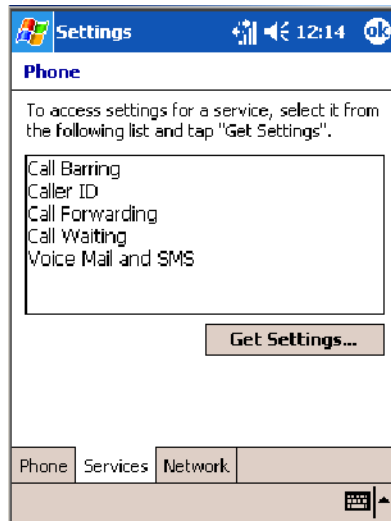 Settings 12:14 ok
Phone
To access settings for a service, select it from
the following list and tap "Get Settings".
Call Barring
Caller ID
Call Forwarding
Call Waiting
Voice Mail and SMS
Get Settings...
Phone Services Network